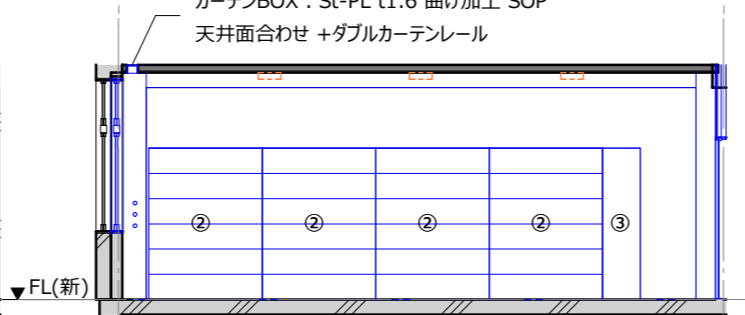 カーテンBOX：St-PL t1.6 曲げ加工 SOP
天井面合わせ +ダブルカーテンレール
② ② ② ② ③
▼FL(新)